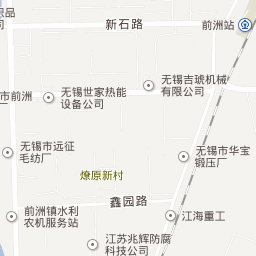 织品
公司
新石路
前洲站
无锡吉琥机械
有限公司
无锡世家热能
设备公司
市前洲
无锡市远征
毛纺厂
无锡市华宝
锻压厂
燎原新村
鑫园路
前洲镇水利
农机服务站
江海重工
江苏兆辉防腐
科技公司